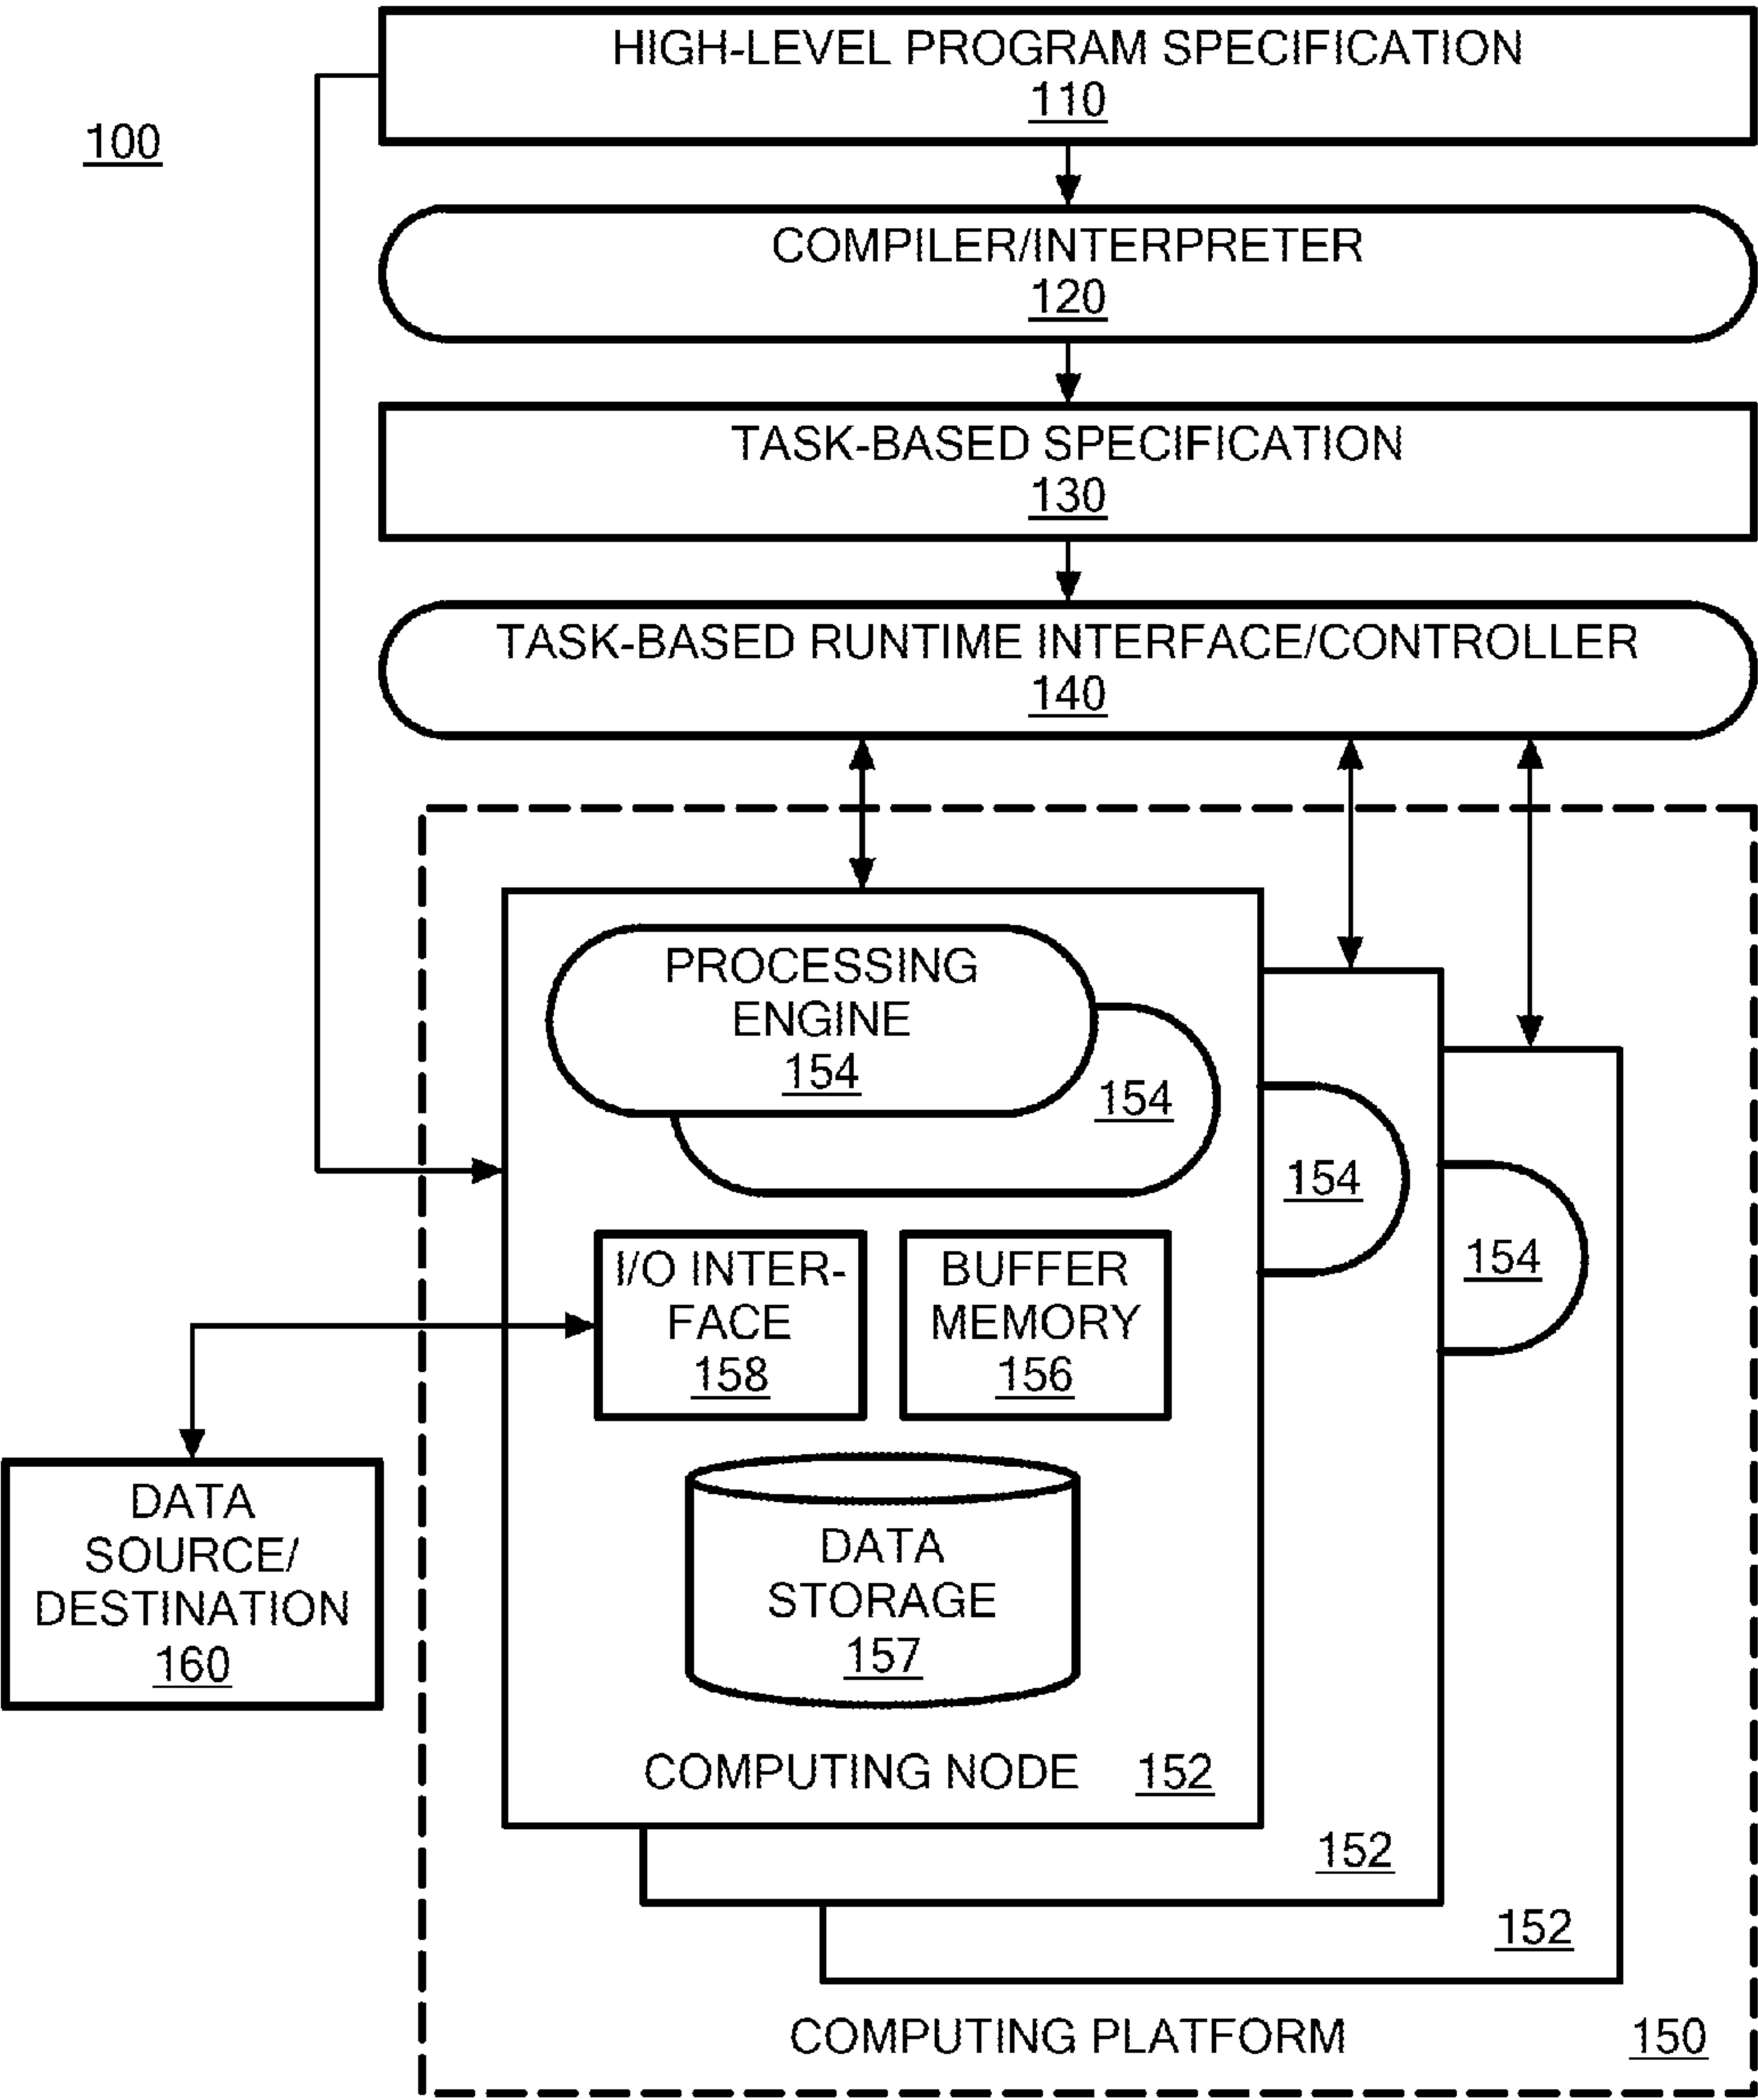 HIGH-LEVEL PROGRAM SPECIFICATION
110
100
COMPILER/INTERPRETER
120
TASK-BASED SPECIFICATION
130
TASK-BASED RUNTIME INTERFACE/CONTROLLER
140
PROCESSING
ENGINE
154
154
154
154
I/O INTER-
FACE
158
BUFFER
MEMORY
156
DATA
SOURCE/
DESTINATION
160
DATA
STORAGE
157
COMPUTING NODE 152
152
152
COMPUTING PLATFORM 150